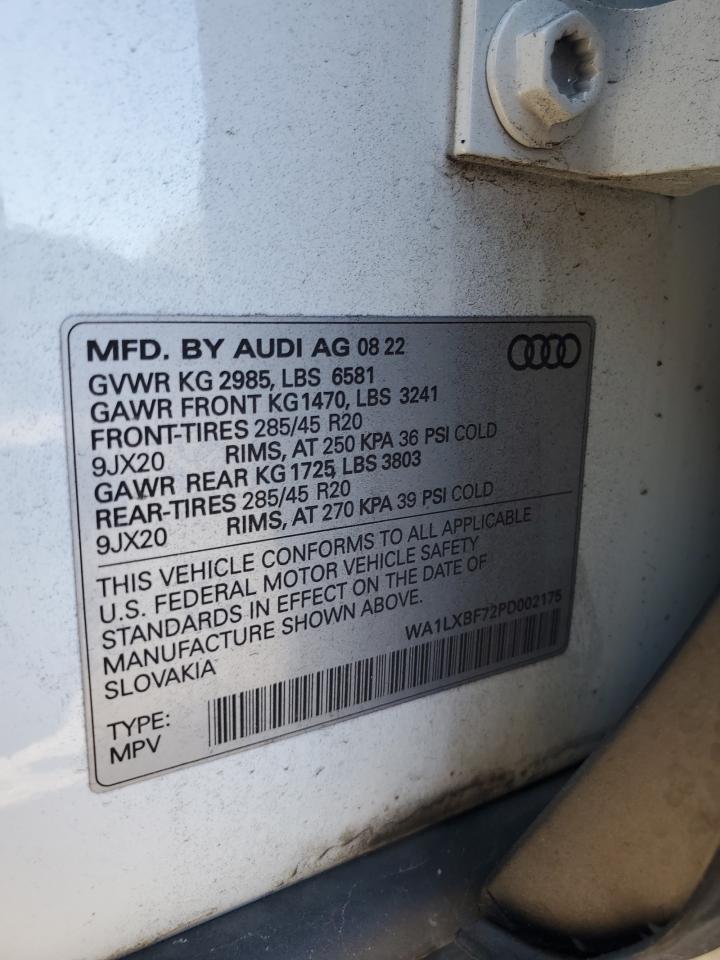 MFD. BY AUDI AG 08 22
GVWR KG 2985, LBS 6581
GAWR FRONT KG1470, LBS 3241
FRONT-TIRES 285/45 R20
9JX20 RIMS, AT 250 KPA 36 PSI COLD
GAWR REAR KG 1725, LBS 3803
REAR-TIRES 285/45 R20
9JX20 RIMS, AT 270 KPA 39 PSI COLD
THIS VEHICLE CONFORMS TO ALL APPLICABLE
U.S. FEDERAL MOTOR VEHICLE SAFETY
STANDARDS IN EFFECT ON THE DATE OF
MANUFACTURE SHOWN ABOVE.
SLOVAKIA
WA1LXBF72PD002175
TYPE:
MPV